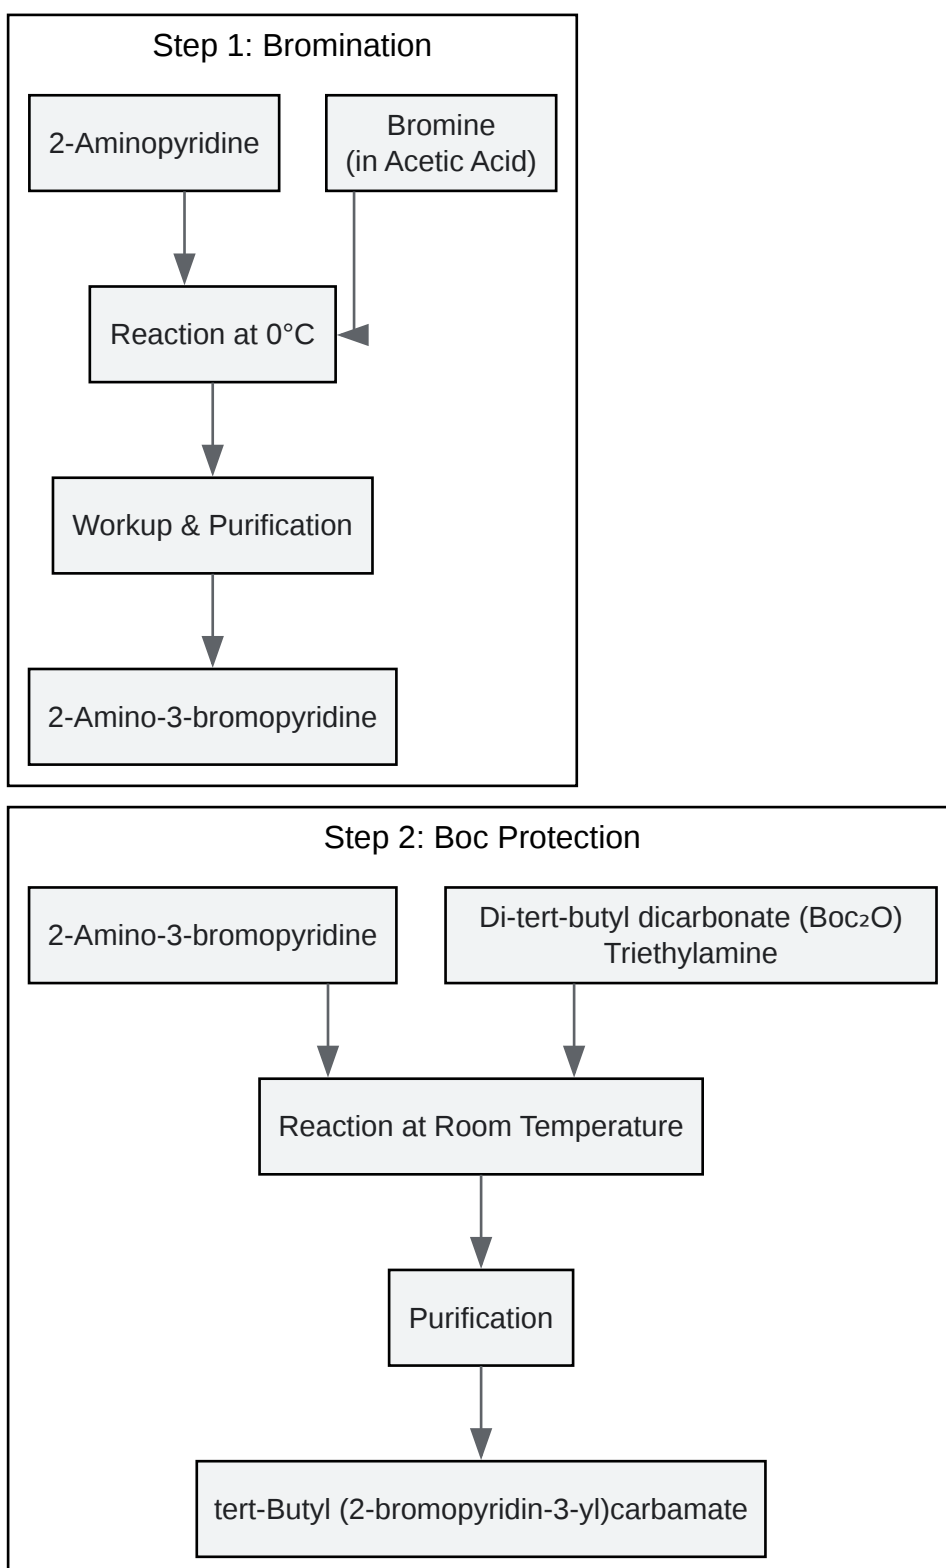 Step 1: Bromination
2-Aminopyridine
Bromine
(in Acetic Acid)
Reaction at 0°C
Workup & Purification
2-Amino-3-bromopyridine
Step 2: Boc Protection
2-Amino-3-bromopyridine
Di-tert-butyl dicarbonate (Boc₂O)
Triethylamine
Reaction at Room Temperature
Purification
tert-Butyl (2-bromopyridin-3-yl)carbamate